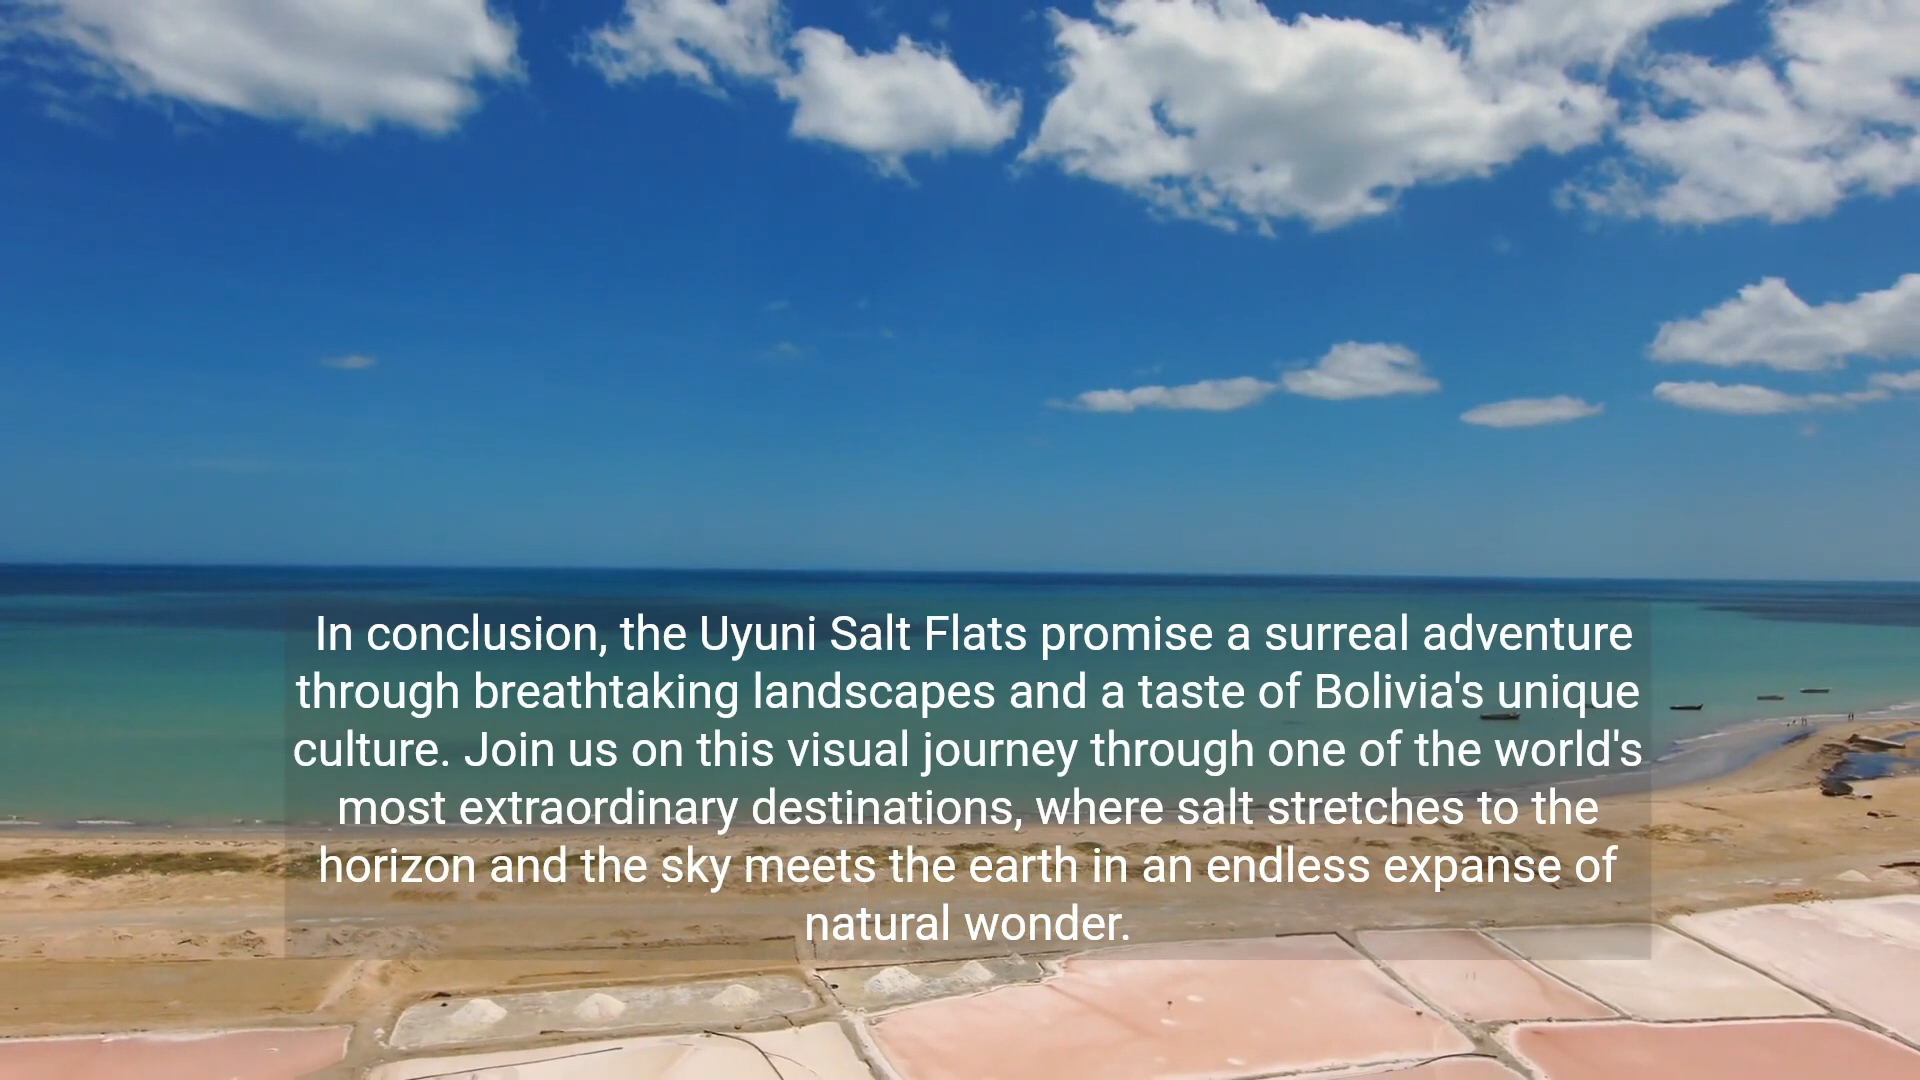 In conclusion, the Uyuni Salt Flats promise a surreal adventure
through breathtaking landscapes and a taste of Bolivia's unique
culture. Join us on this visual journey through one of the world's
most extraordinary destinations, where salt stretches to the
horizon and the sky meets the earth in an endless expanse of
natural wonder.